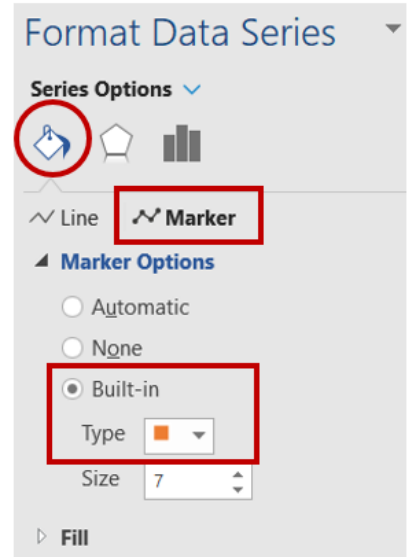 Format Data Series
Series Options
Line Marker
Marker Options
Automatic
None
Built-in
Type
Size 7
Fill